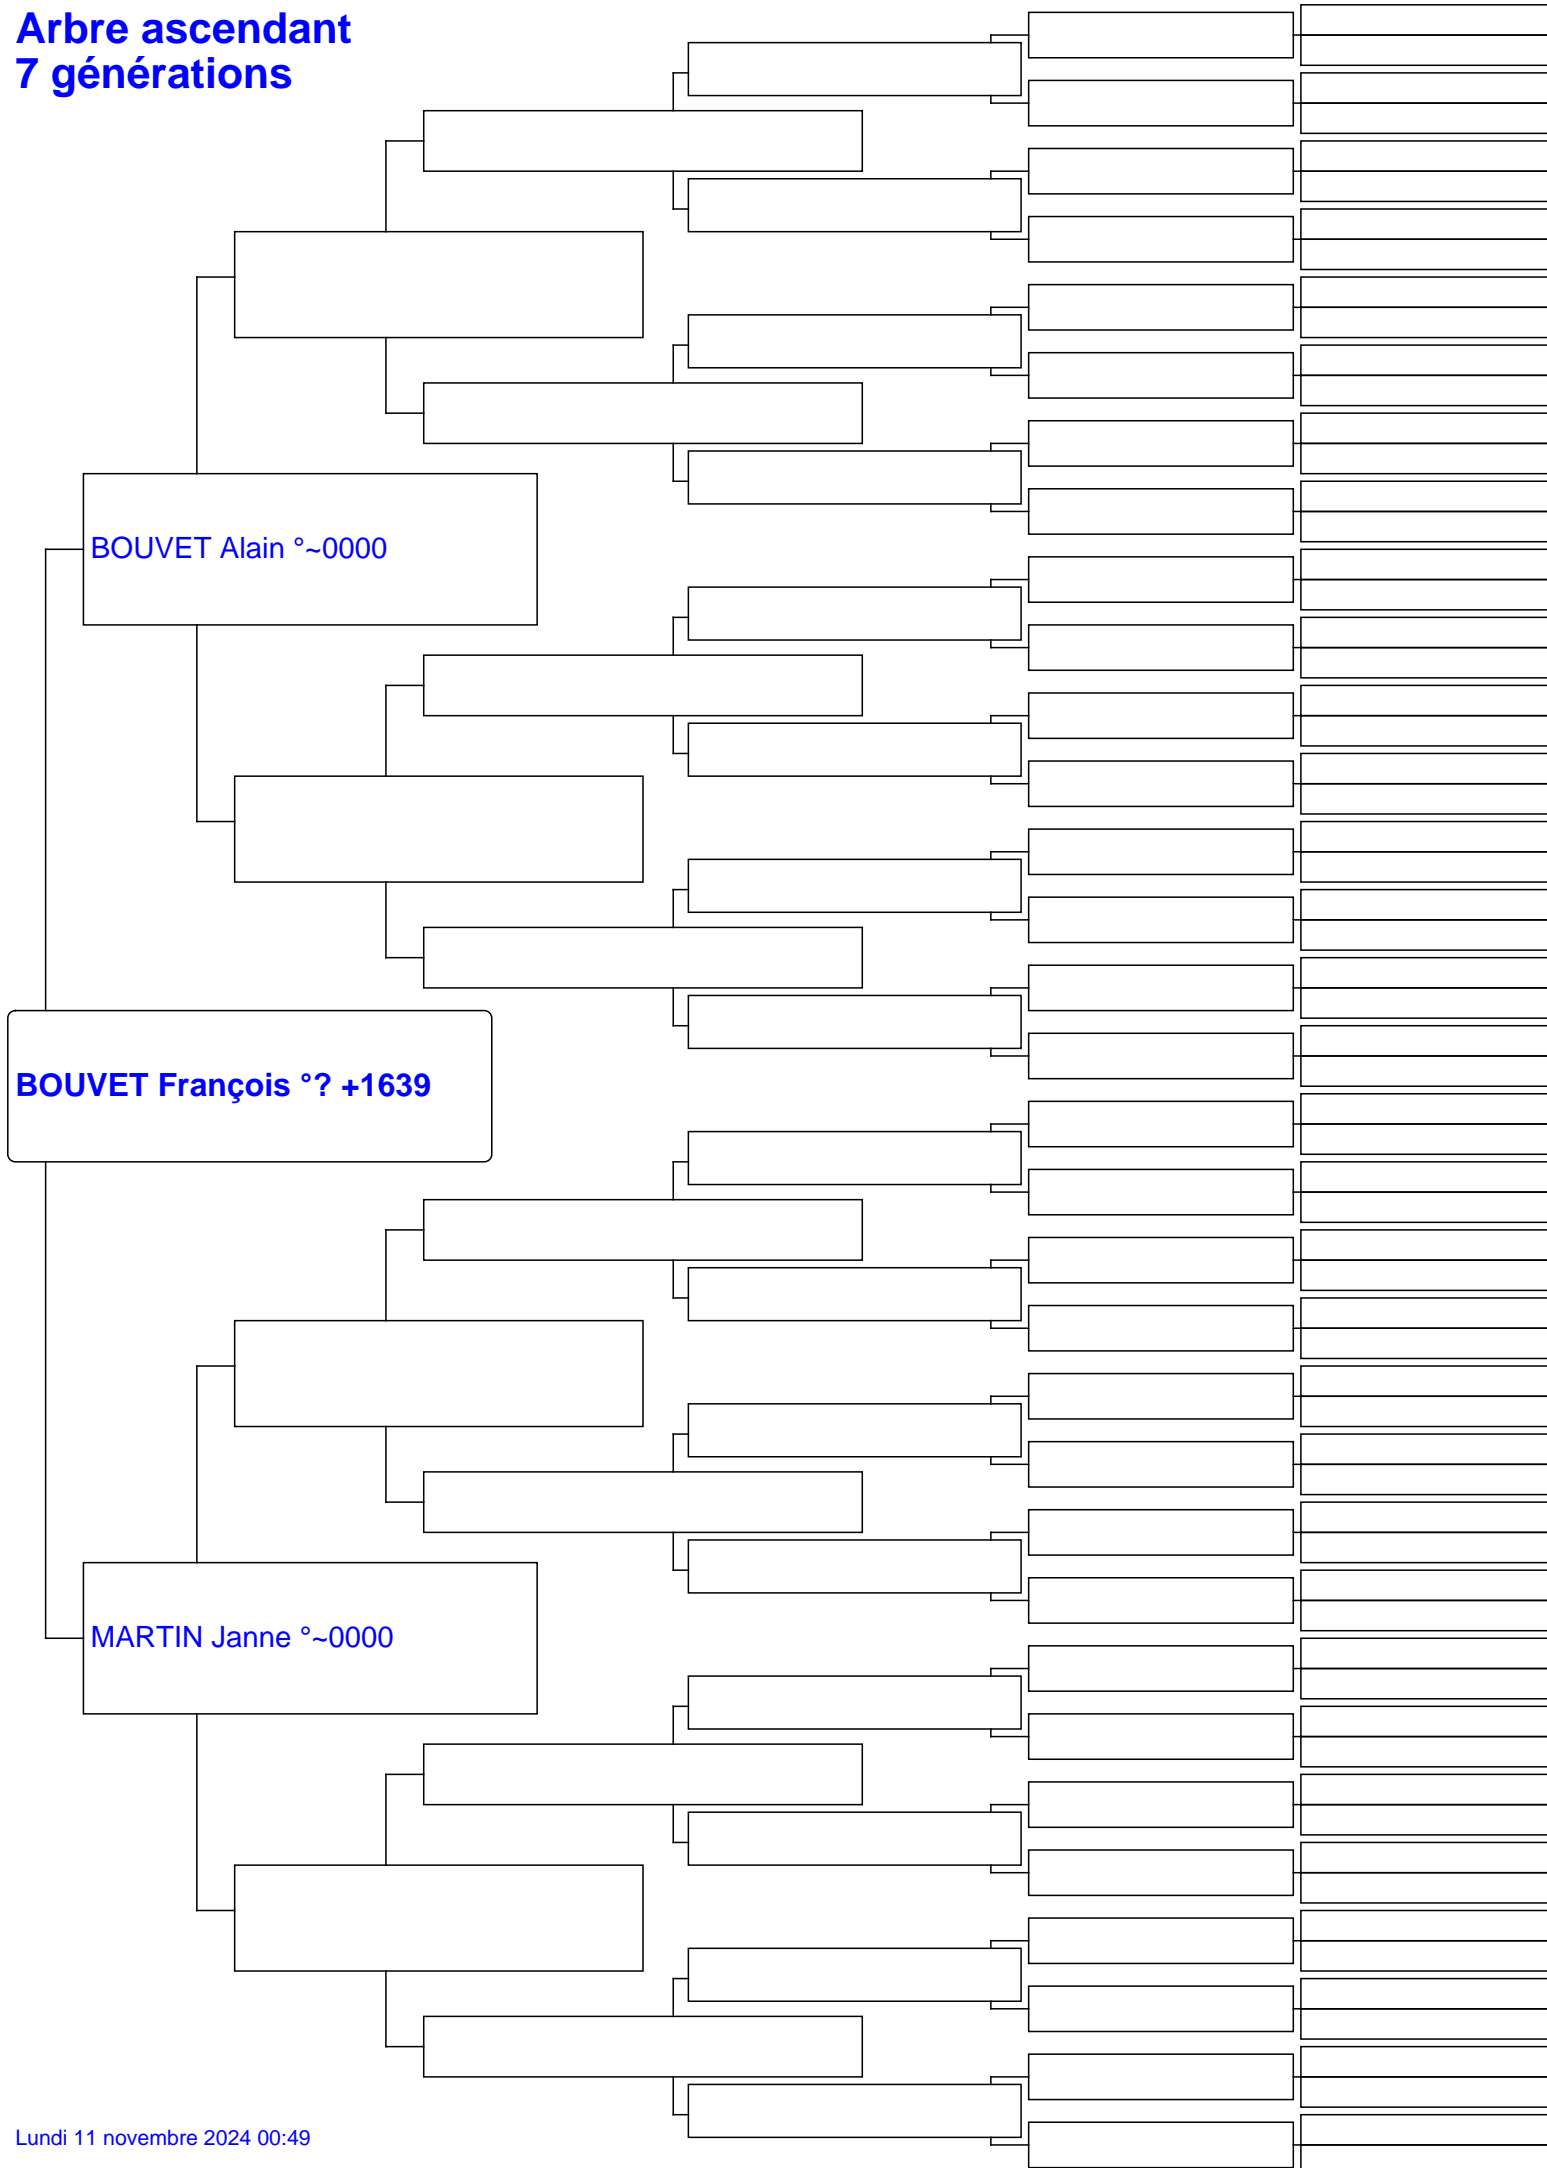 Arbre ascendant
7 générations
BOUVET Alain °~0000
BOUVET François °? +1639
MARTIN Janne °~0000
Lundi 11 novembre 2024 00:49